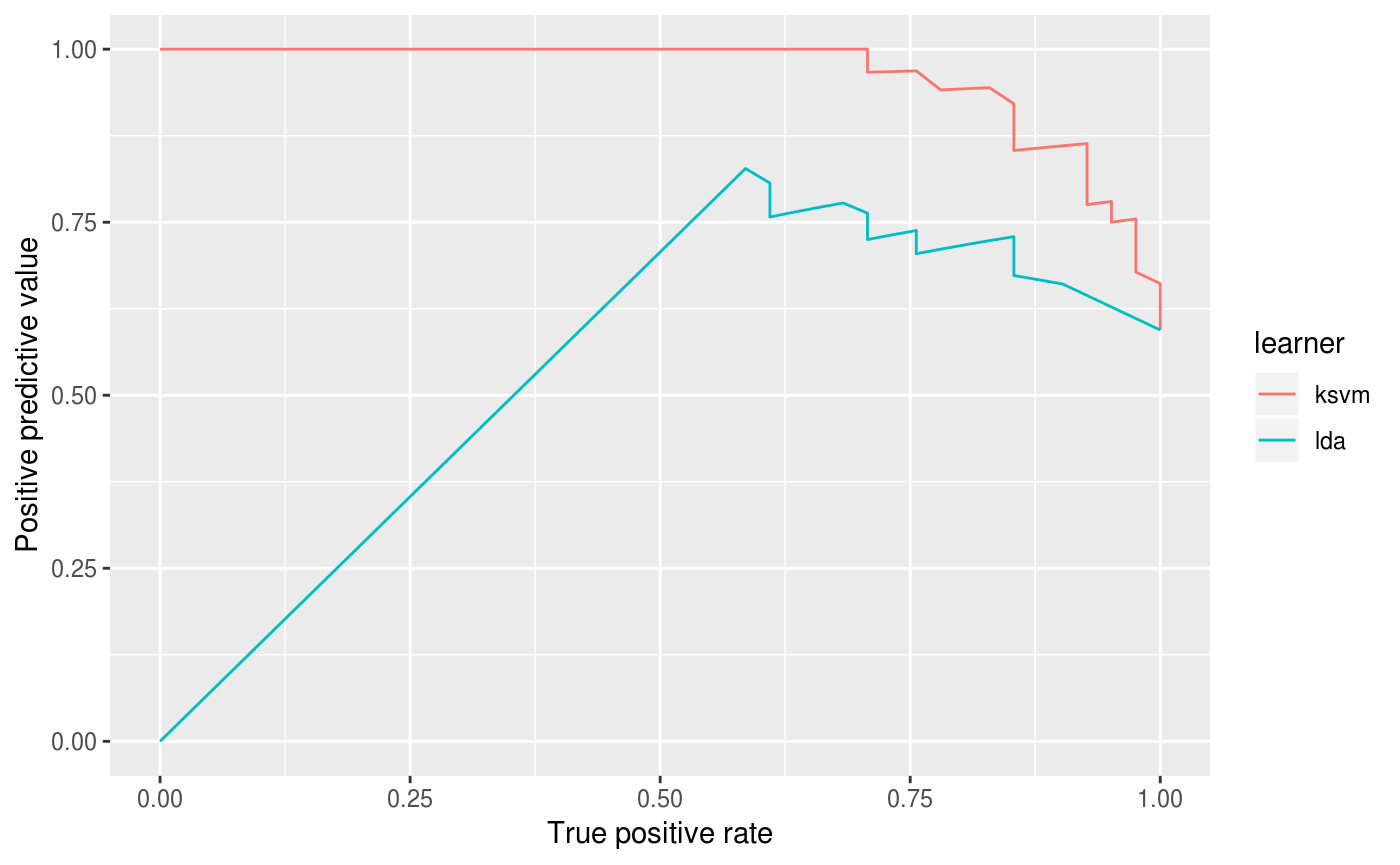 Positive predictive value
1.00
0.75
0.50
0.25
0.00
0.00 0.25 0.50 0.75 1.00
True positive rate
learner
ksvm
lda